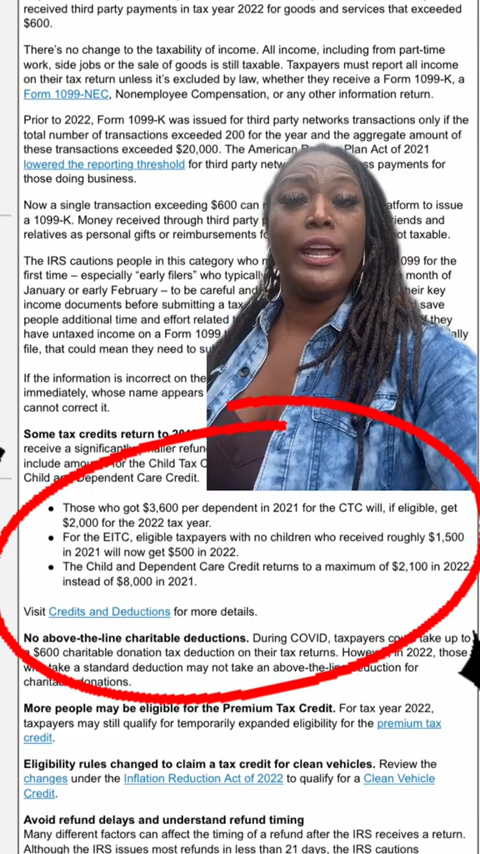 received third party payments in tax year 2022 for goods and services that exceeded
$600.
There's no change to the taxability of income. All income, including from part-time
work, side jobs or the sale of goods is still taxable. Taxpayers must report all income
on their tax return unless it's excluded by law, whether they receive a Form 1099-K, a
Form 1099-NEC, Nonemployee Compensation, or any other information return.
Prior to 2022, Form 1099-K was issued for third party networks transactions only if the
total number of transactions exceeded 200 for the year and the aggregate amount of
these transactions exceeded $20,000. The American Plan Act of 2021
lowered the reporting threshold for third party payments for
those doing business.
Now a single transaction exceeding $600 can to issue
a 1099-K. Money received through third party
relatives as personal gifts or reimbursements taxable.
The IRS cautions people in this category who for the
first time – especially "early filers" who typically month of
January or early February – to be careful and key
income documents before submitting a tax save
people additional time and effort related they
have untaxed income on a Form 1099
file, that could mean they need to
If the information is incorrect on the
immediately, whose name appears
cannot correct it.
Some tax credits return to
receive a significantly smaller
include for the Child Tax
Child and Dependent Care Credit.
• Those who got $3,600 per dependent in 2021 for the CTC will, if eligible, get
$2,000 for the 2022 tax year.
• For the EITC, eligible taxpayers with no children who received roughly $1,500
in 2021 will now get $500 in 2022.
• The Child and Dependent Care Credit returns to a maximum of $2,100 in 2022
instead of $8,000 in 2021.
Visit Credits and Deductions for more details.
No above-the-line charitable deductions. During COVID, taxpayers could take up to
a $600 charitable donation tax deduction on their tax returns. However, in 2022, those
who take a standard deduction may not take an above-the-line deduction for
charitable donations.
More people may be eligible for the Premium Tax Credit. For tax year 2022,
taxpayers may still qualify for temporarily expanded eligibility for the premium tax
credit.
Eligibility rules changed to claim a tax credit for clean vehicles. Review the
changes under the Inflation Reduction Act of 2022 to qualify for a Clean Vehicle
Credit.
Avoid refund delays and understand refund timing
Many different factors can affect the timing of a refund after the IRS receives a return.
Although the IRS issues most refunds in less than 21 days, the IRS cautions